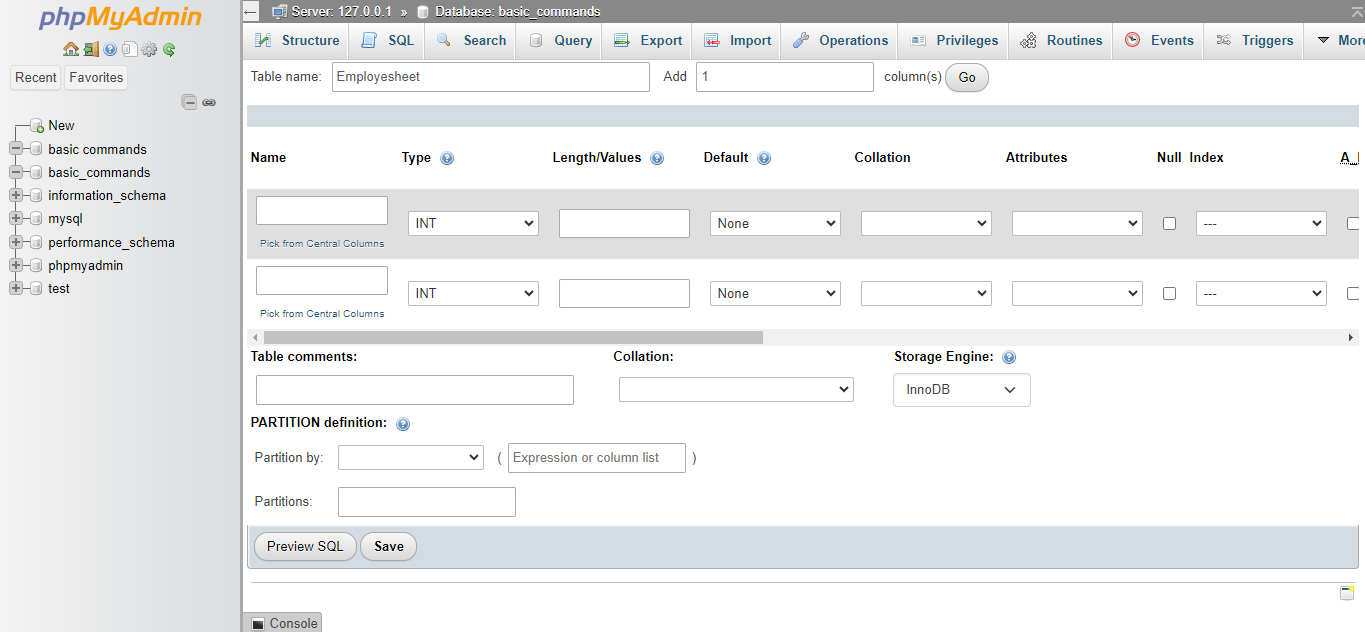 phpMyAdmin
Recent Favorites
New
basic commands
basic_commands
information_schema
mysql
performance_schema
phpmyadmin
test
Server: 127.0.0.1 » Database: basic_commands
Structure SQL Search Query Export Import Operations Privileges Routines Events Triggers More
Table name: Employesheet Add 1 column(s) Go
Name Type Length/Values Default Collation Attributes Null Index
INT None ---
Pick from Central Columns
INT None ---
Pick from Central Columns
Table comments: Collation: Storage Engine:
InnoDB
PARTITION definition:
Partition by: ( Expression or column list )
Partitions:
Preview SQL Save
Console